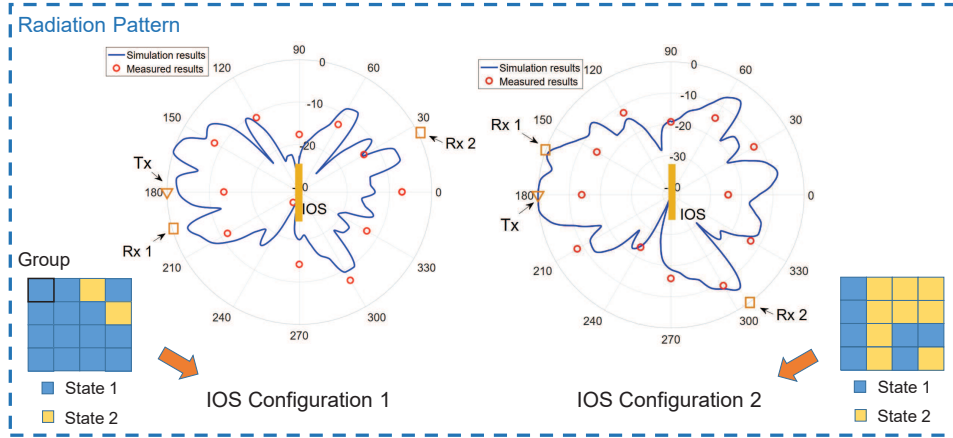 Radiation Pattern
Simulation results
Measured results
90
0
120
60
-10
150
30
-20
Rx 2
Tx
180
-0
0
IOS
Rx 1
210
330
240
300
270
Simulation results
Measured results
90
0
120
60
-10
Rx 1
150
30
-20
-30
180
-0
0
Tx
IOS
210
330
Rx 2
240
300
270
Group
State 1
State 2
IOS Configuration 1
IOS Configuration 2
State 1
State 2